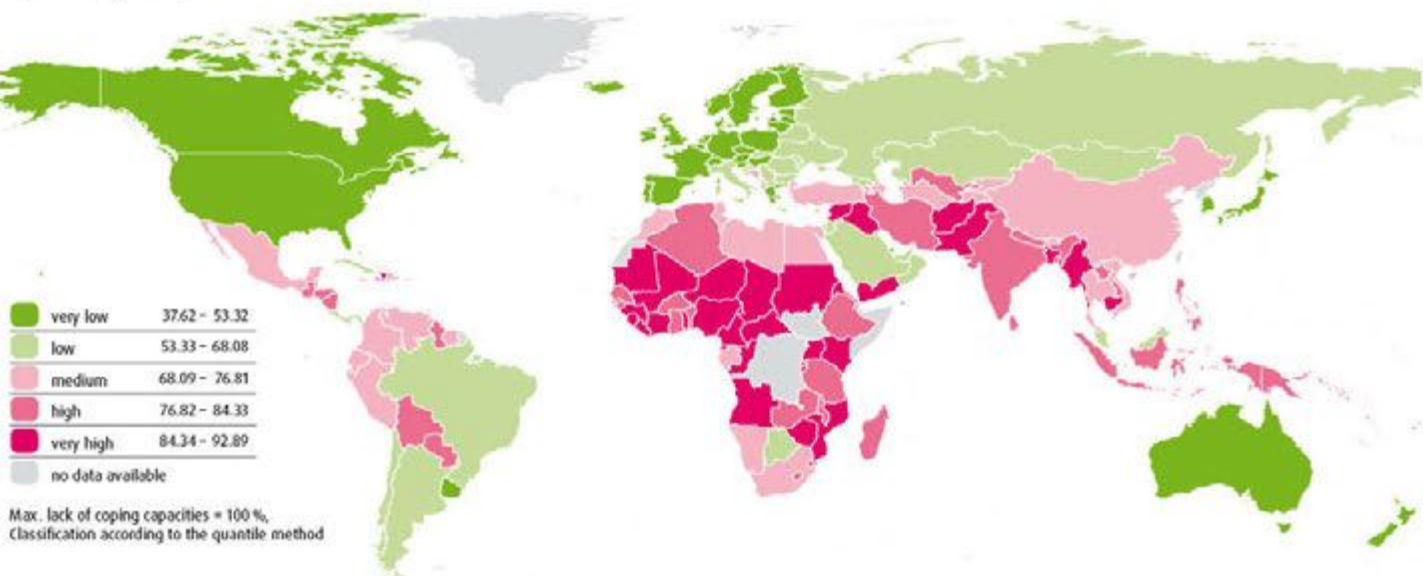 very low 37.62 – 53.32
low 53.33 – 68.08
medium 68.09 – 76.81
high 76.82 – 84.33
very high 84.34 – 92.89
no data available
Max. lack of coping capacities = 100 %,
Classification according to the quantile method